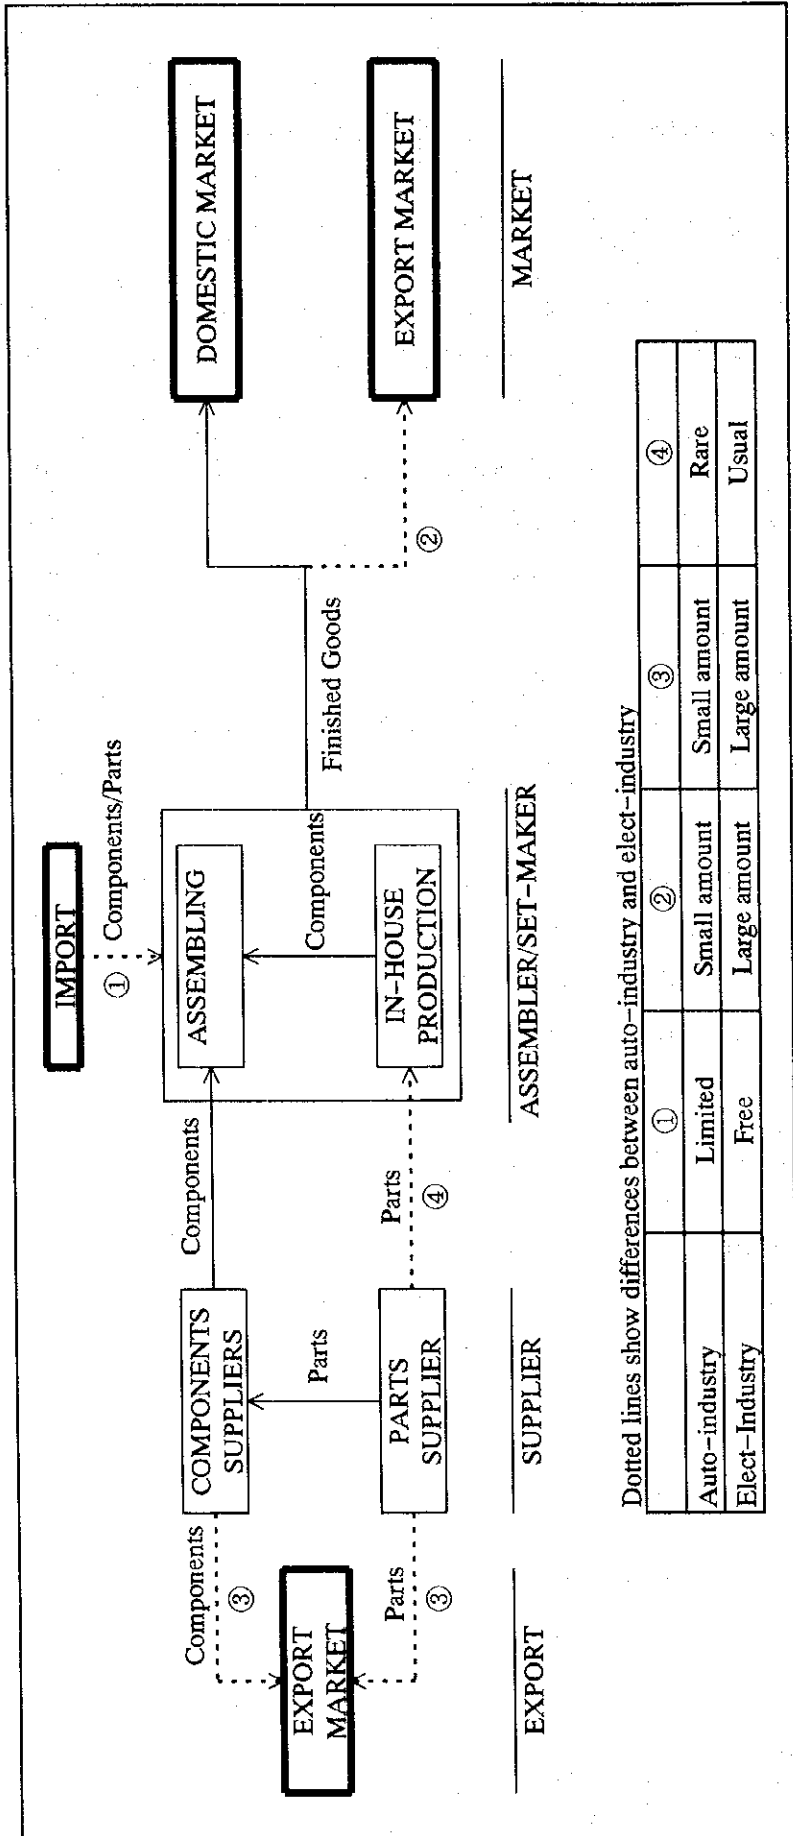 IMPORT
① Components/Parts
Components
③
EXPORT
MARKET
Parts
③
COMPONENTS
SUPPLIERS
Parts
PARTS
SUPPLIER
Components
Parts
④
ASSEMBLING
Components
IN-HOUSE
PRODUCTION
Finished Goods
②
DOMESTIC MARKET
EXPORT MARKET
EXPORT
SUPPLIER
ASSEMBLER/SET-MAKER
MARKET
Dotted lines show differences between auto-industry and elect-industry
① ② ③ ④
Auto-industry Limited Small amount Small amount Rare
Elect-Industry Free Large amount Large amount Usual